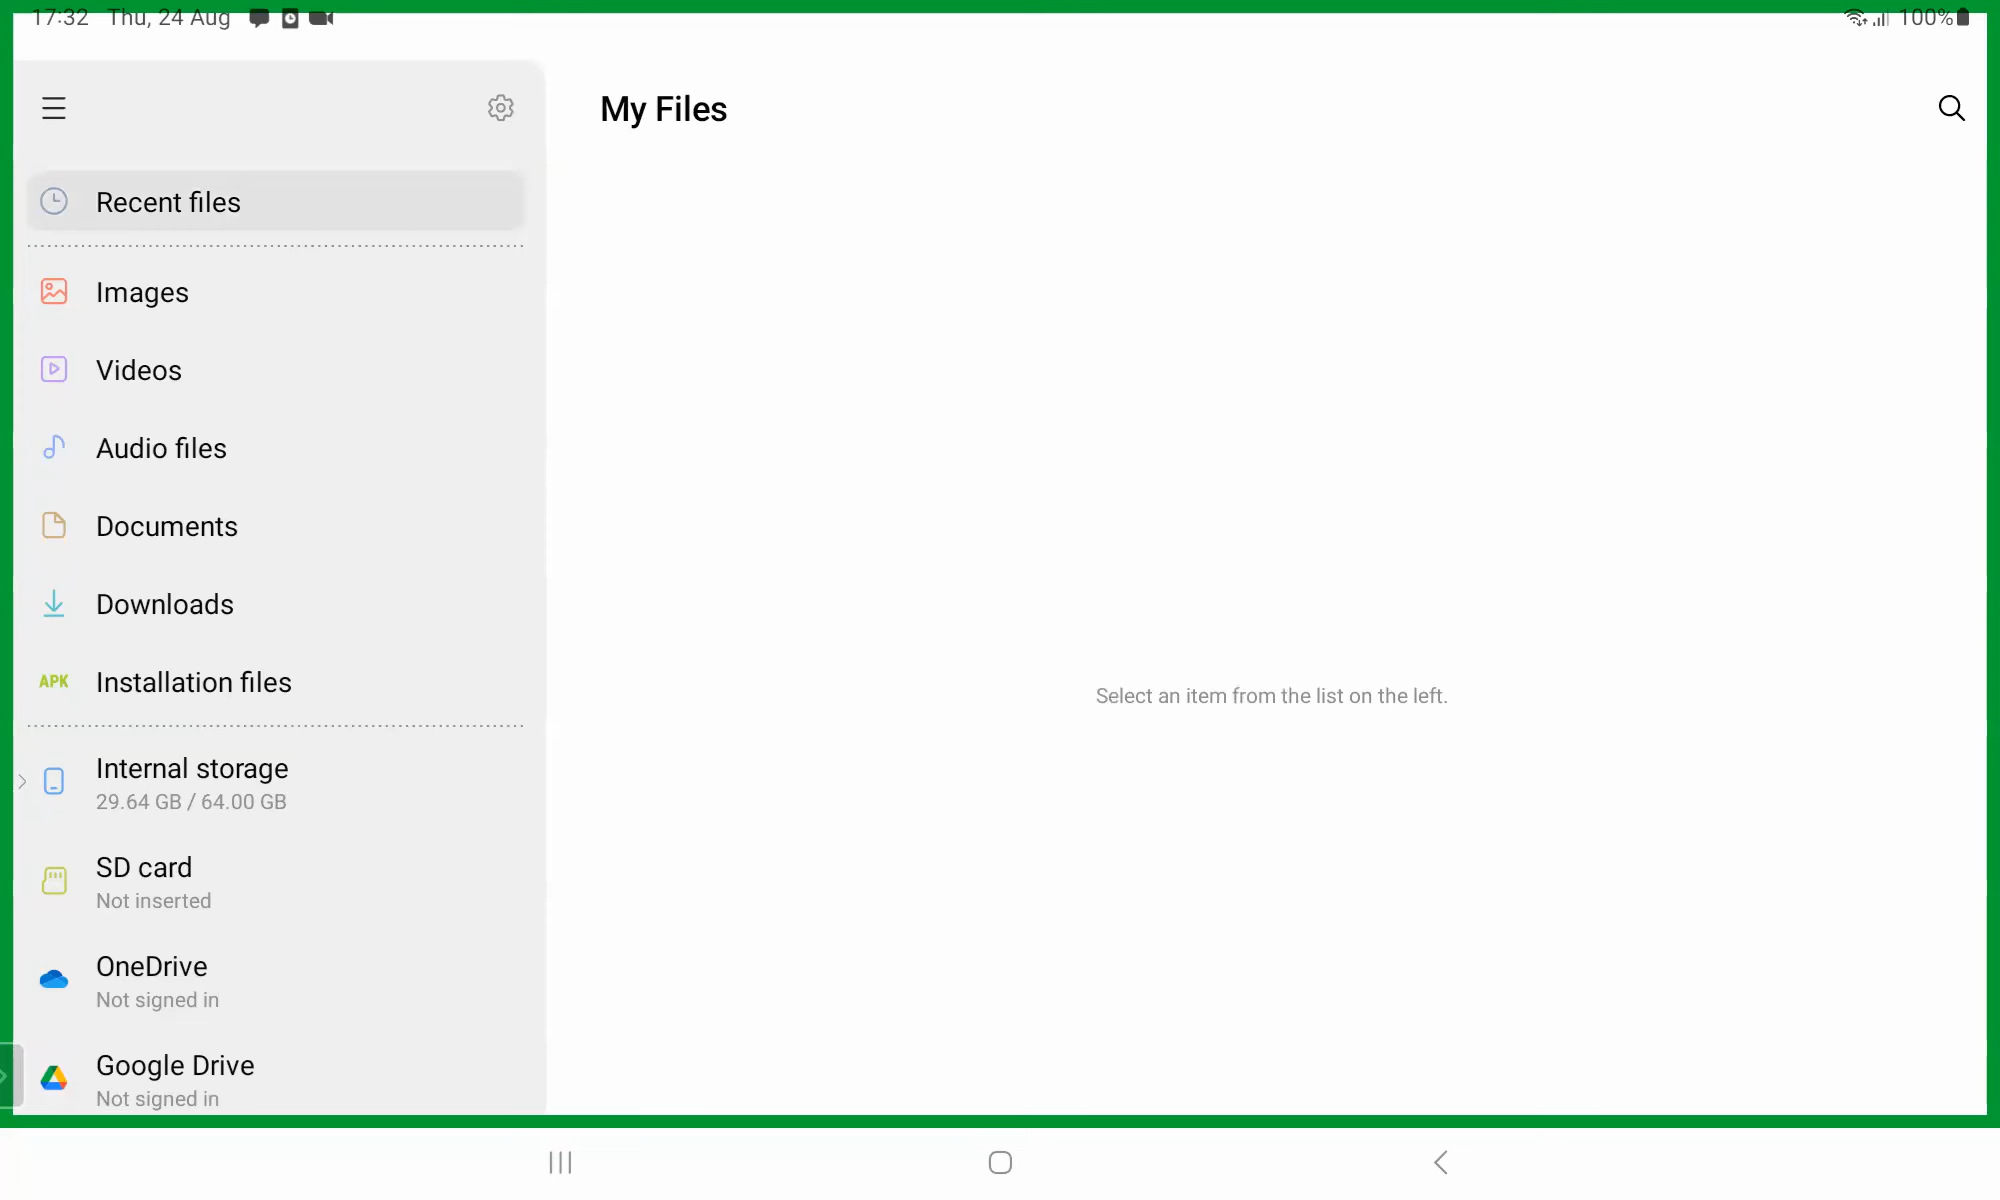 17:32 Thu, 24 Aug
100%
My Files
Recent files
Images
Videos
Audio files
Documents
Downloads
APK Installation files
Select an item from the list on the left.
Internal storage
29.64 GB / 64.00 GB
SD card
Not inserted
OneDrive
Not signed in
Google Drive
Not signed in